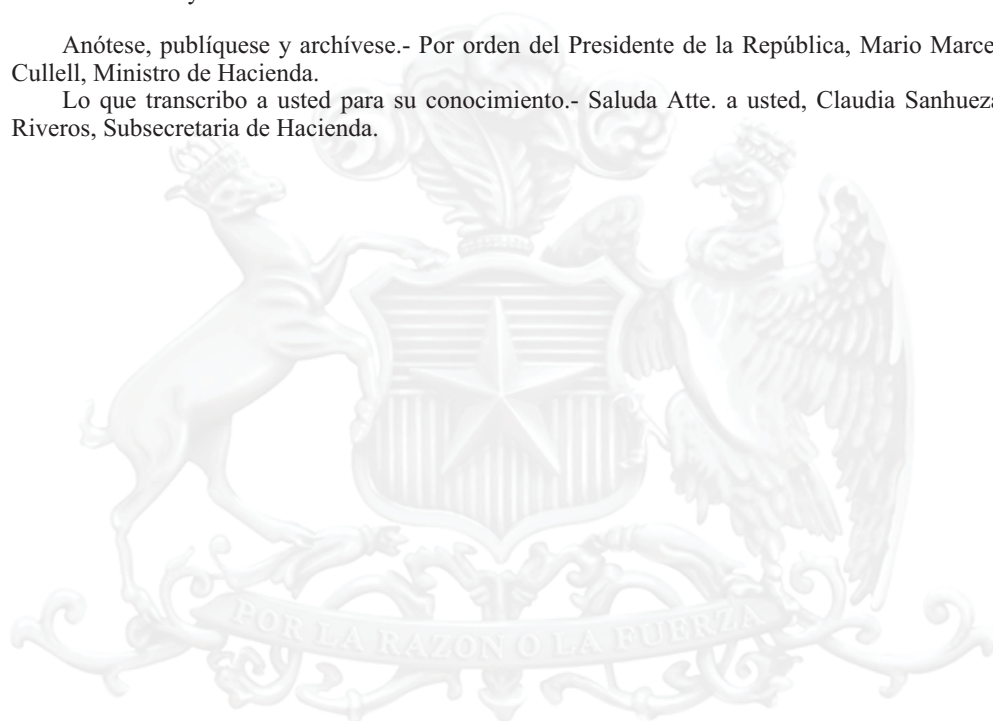 Anótese, publíquese y archívese.- Por orden del Presidente de la República, Mario Marce
Cullell, Ministro de Hacienda.
Lo que transcribo a usted para su conocimiento.- Saluda Atte. a usted, Claudia Sanhueza
Riveros, Subsecretaria de Hacienda.
POR LA RAZON O LA FUERZA